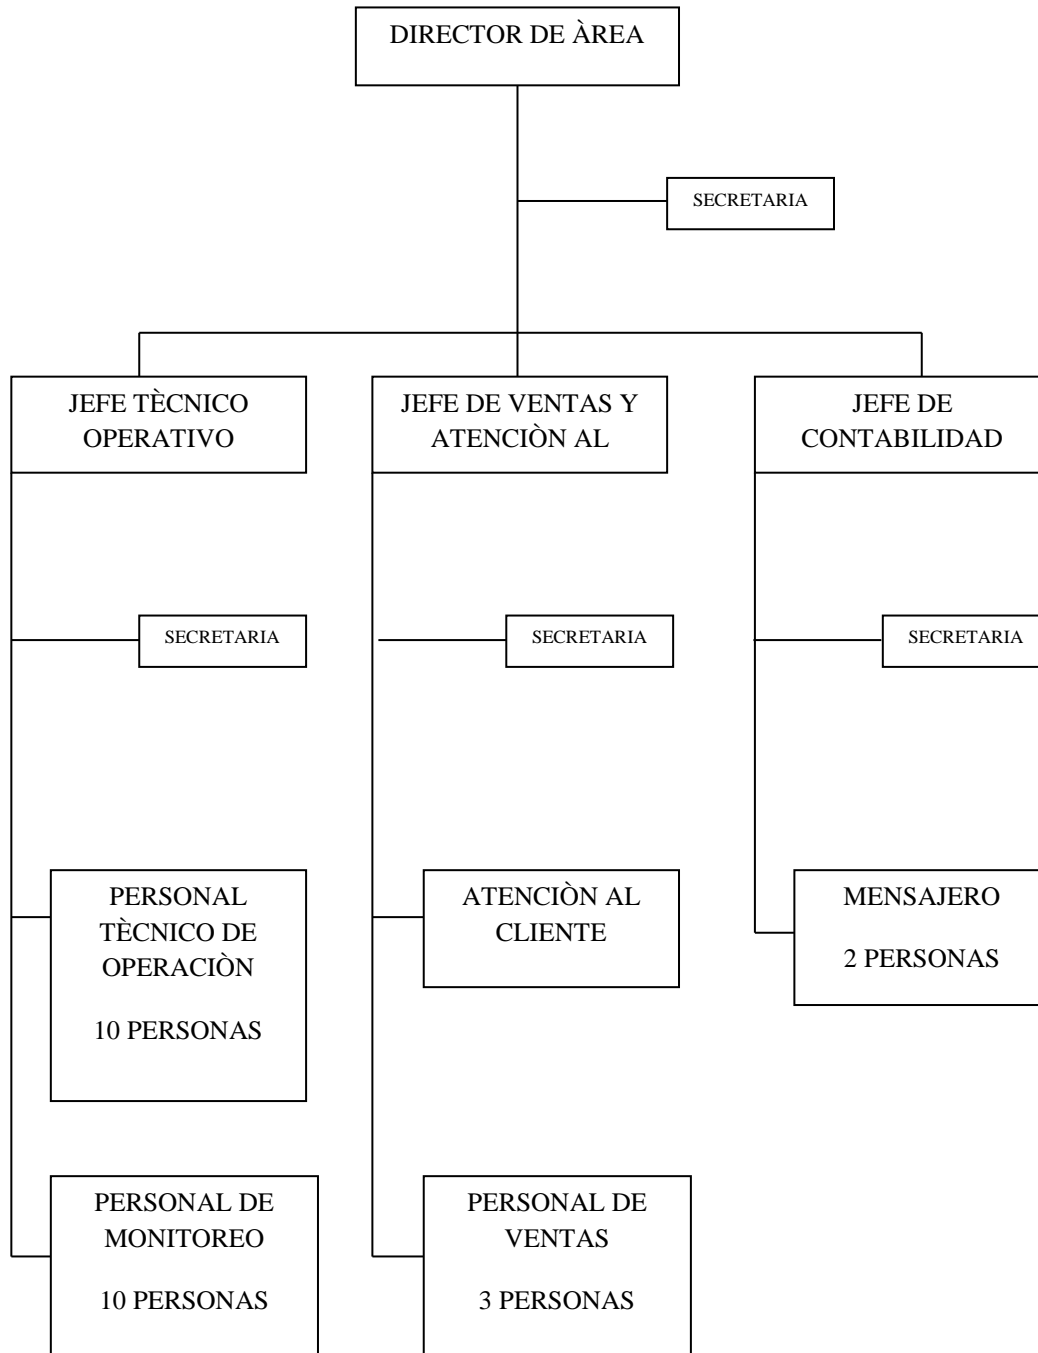 DIRECTOR DE ÀREA
SECRETARIA
JEFE TÈCNICO
OPERATIVO
JEFE DE VENTAS Y
ATENCIÒN AL
JEFE DE
CONTABILIDAD
SECRETARIA
SECRETARIA
SECRETARIA
PERSONAL
TÈCNICO DE
OPERACIÒN
10 PERSONAS
ATENCIÒN AL
CLIENTE
MENSAJERO
2 PERSONAS
PERSONAL DE
MONITOREO
10 PERSONAS
PERSONAL DE
VENTAS
3 PERSONAS